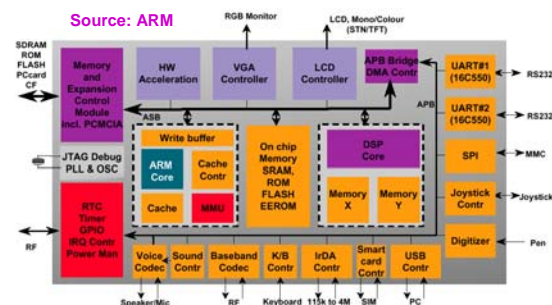 Source: ARM
RGB Monitor
LCD, Mono/Colour
(STN/TFT)
SDRAM
ROM
FLASH
PCcard
CF
Memory
and
Expansion
Control
Module
incl. PCMCIA
HW
Acceleration
VGA
Controller
LCD
Controller
APB Bridge
DMA Contr
UART#1
(16C550)
RS232
ASB
APB
UART#2
(16C550)
RS232
Write buffer
ARM
Core
Cache
Contr
Cache
MMU
On chip
Memory
SRAM,
ROM
FLASH
EEROM
DSP
Core
Memory
X
Memory
Y
SPI
MMC
JTAG Debug
PLL & OSC
Joystick
Contr
Joystick
RTC
Timer
GPIO
IRQ Contr
Power Man
RF
Digitizer
Pen
Voice
Codec
Sound
Contr
Baseband
Codec
K/B
Contr
IrDA
Contr
Smart
card
Contr
USB
Contr
Speaker/Mic
RF
Keyboard
115k to 4M
SIM
PC